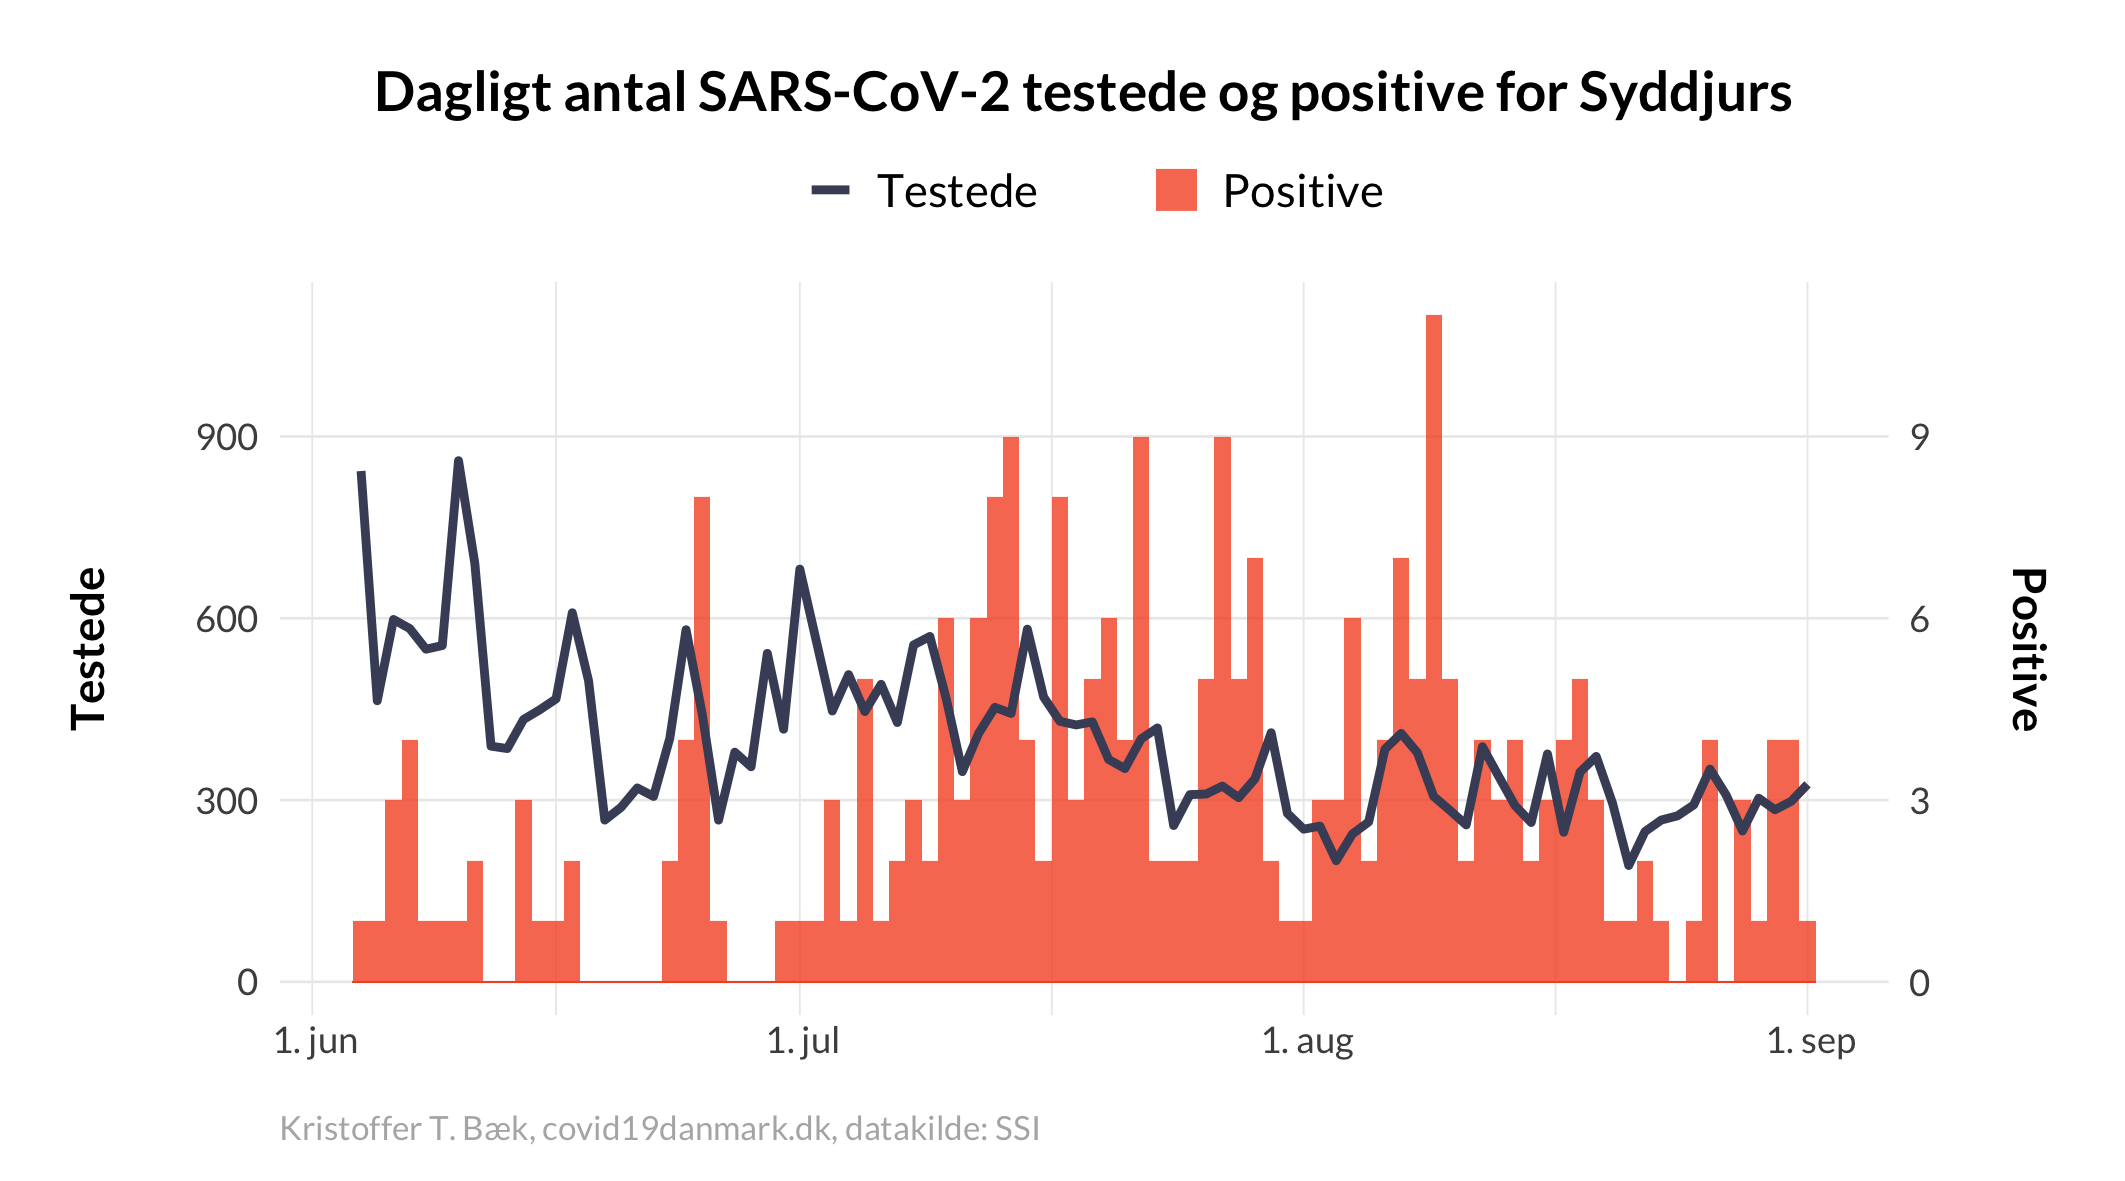 Dagligt antal SARS-CoV-2 testede og positive for Syddjurs
Testede
Positive
900
600
300
0
9
6
3
0
Testede
Positive
1. jun
1. jul
1. aug
1. sep
Kristoffer T. Bæk, covid19danmark.dk, datakilde: SSI